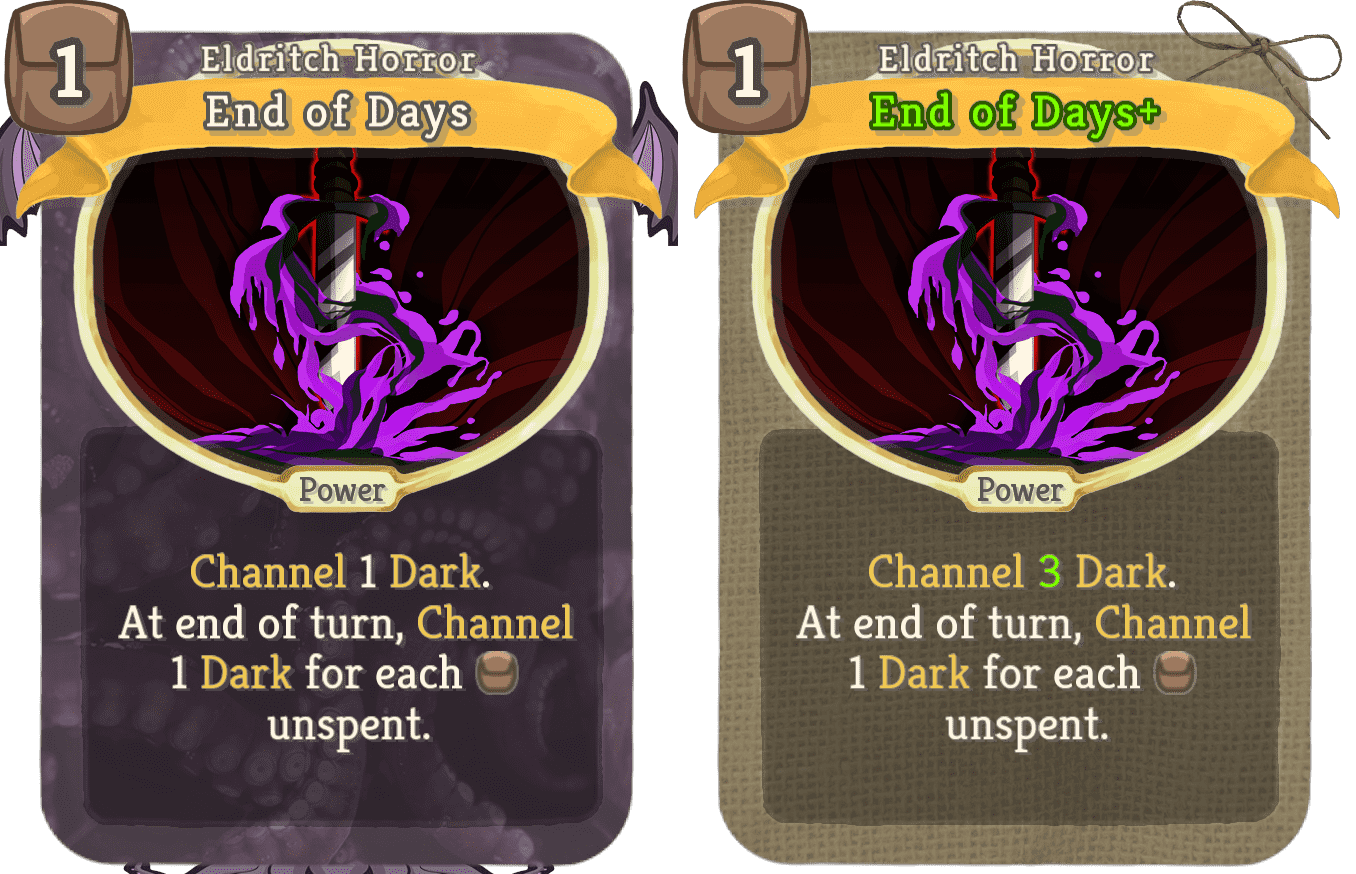 1
Eldritch Horror
End of Days
Power
Channel 1 Dark.
At end of turn, Channel
1 Dark for each
unspent.
1
Eldritch Horror
End of Days+
Power
Channel 3 Dark.
At end of turn, Channel
1 Dark for each
unspent.